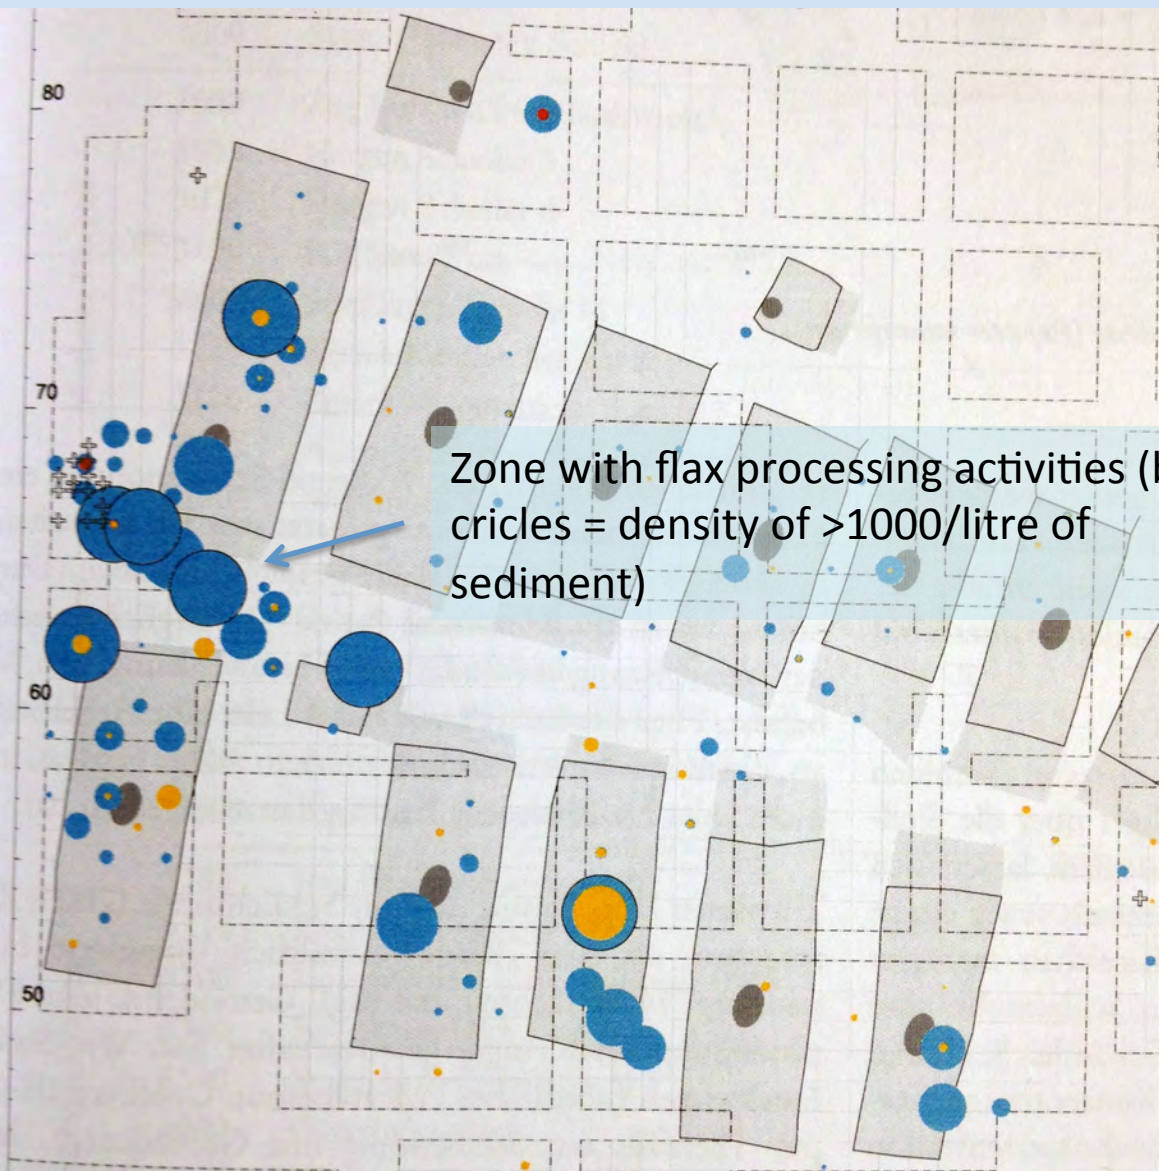 80
70
Zone with flax processing activities (b
cricles = density of >1000/litre of
sediment)
60
50